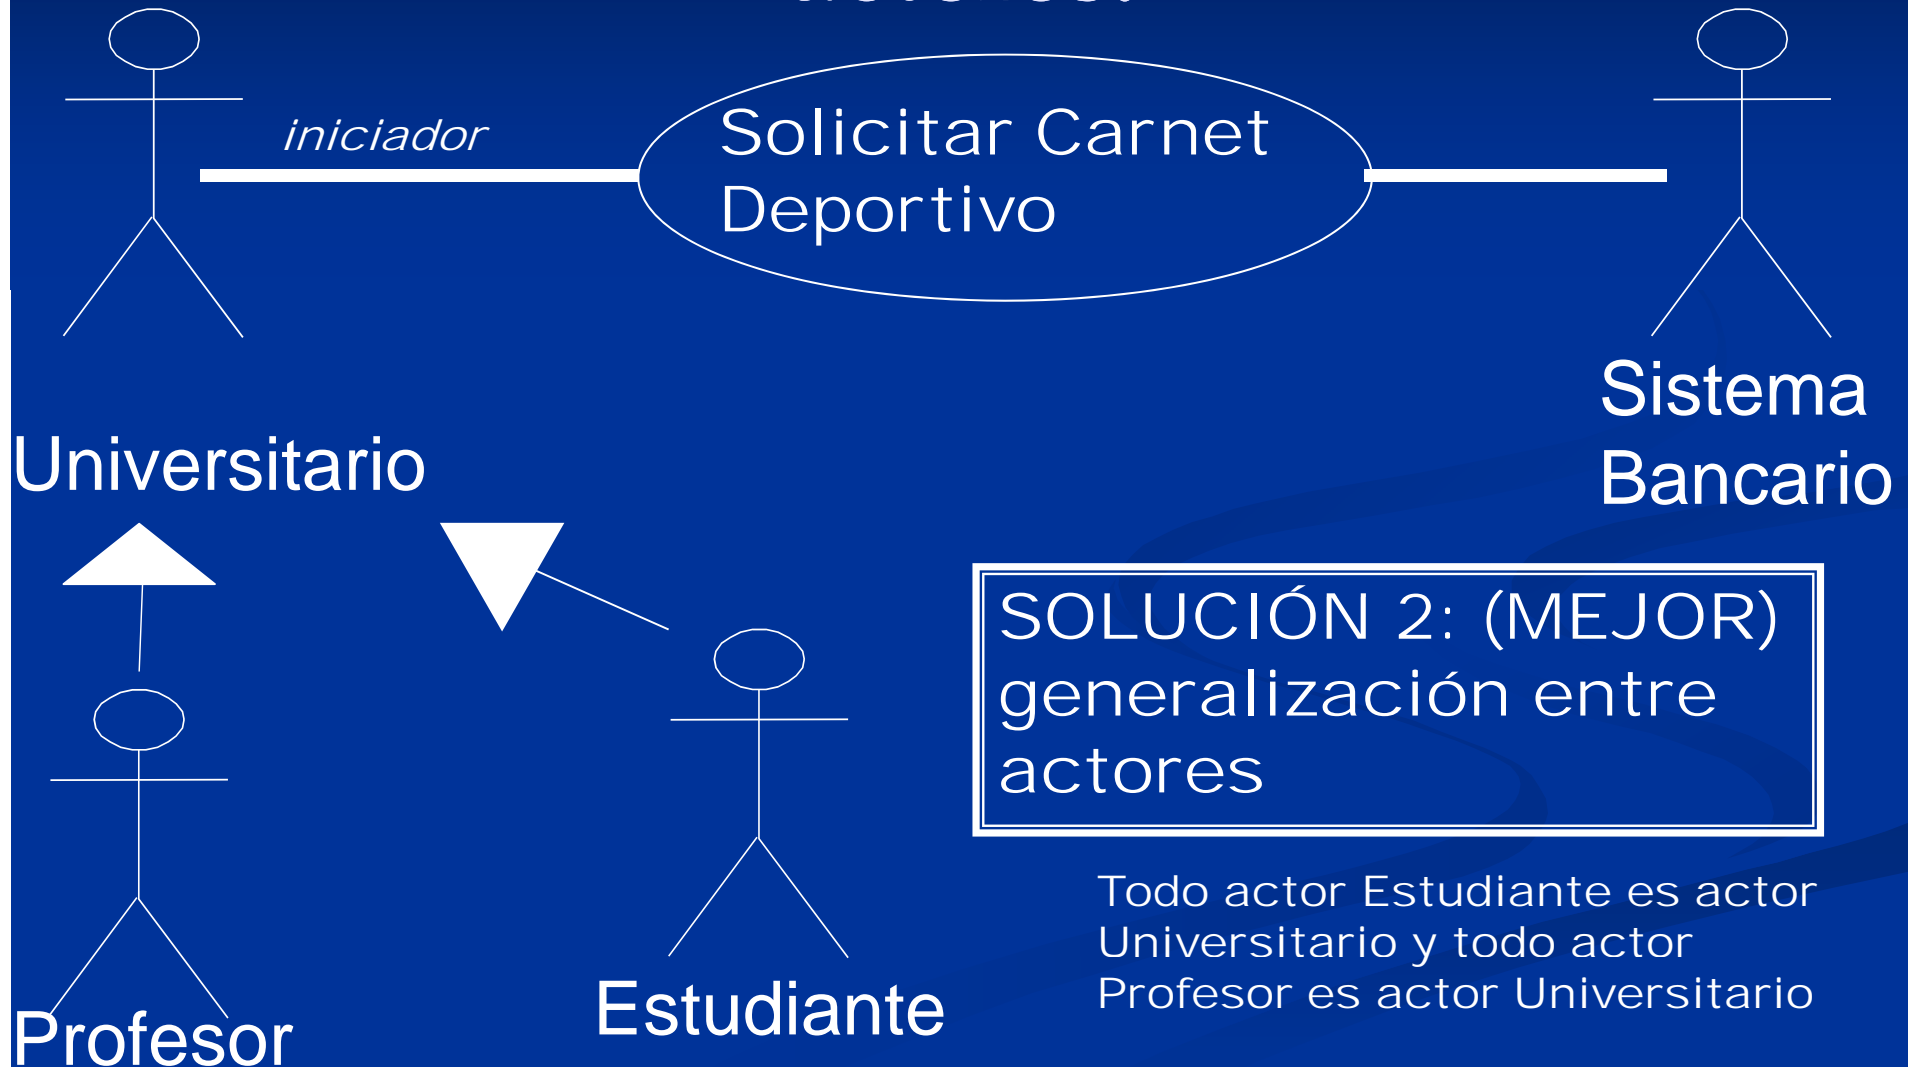 iniciador
Solicitar Carnet
Deportivo
Sistema
Bancario
Universitario
SOLUCIÓN 2: (MEJOR)
generalización entre
actores
Todo actor Estudiante es actor
Universitario y todo actor
Profesor es actor Universitario
Estudiante
Profesor